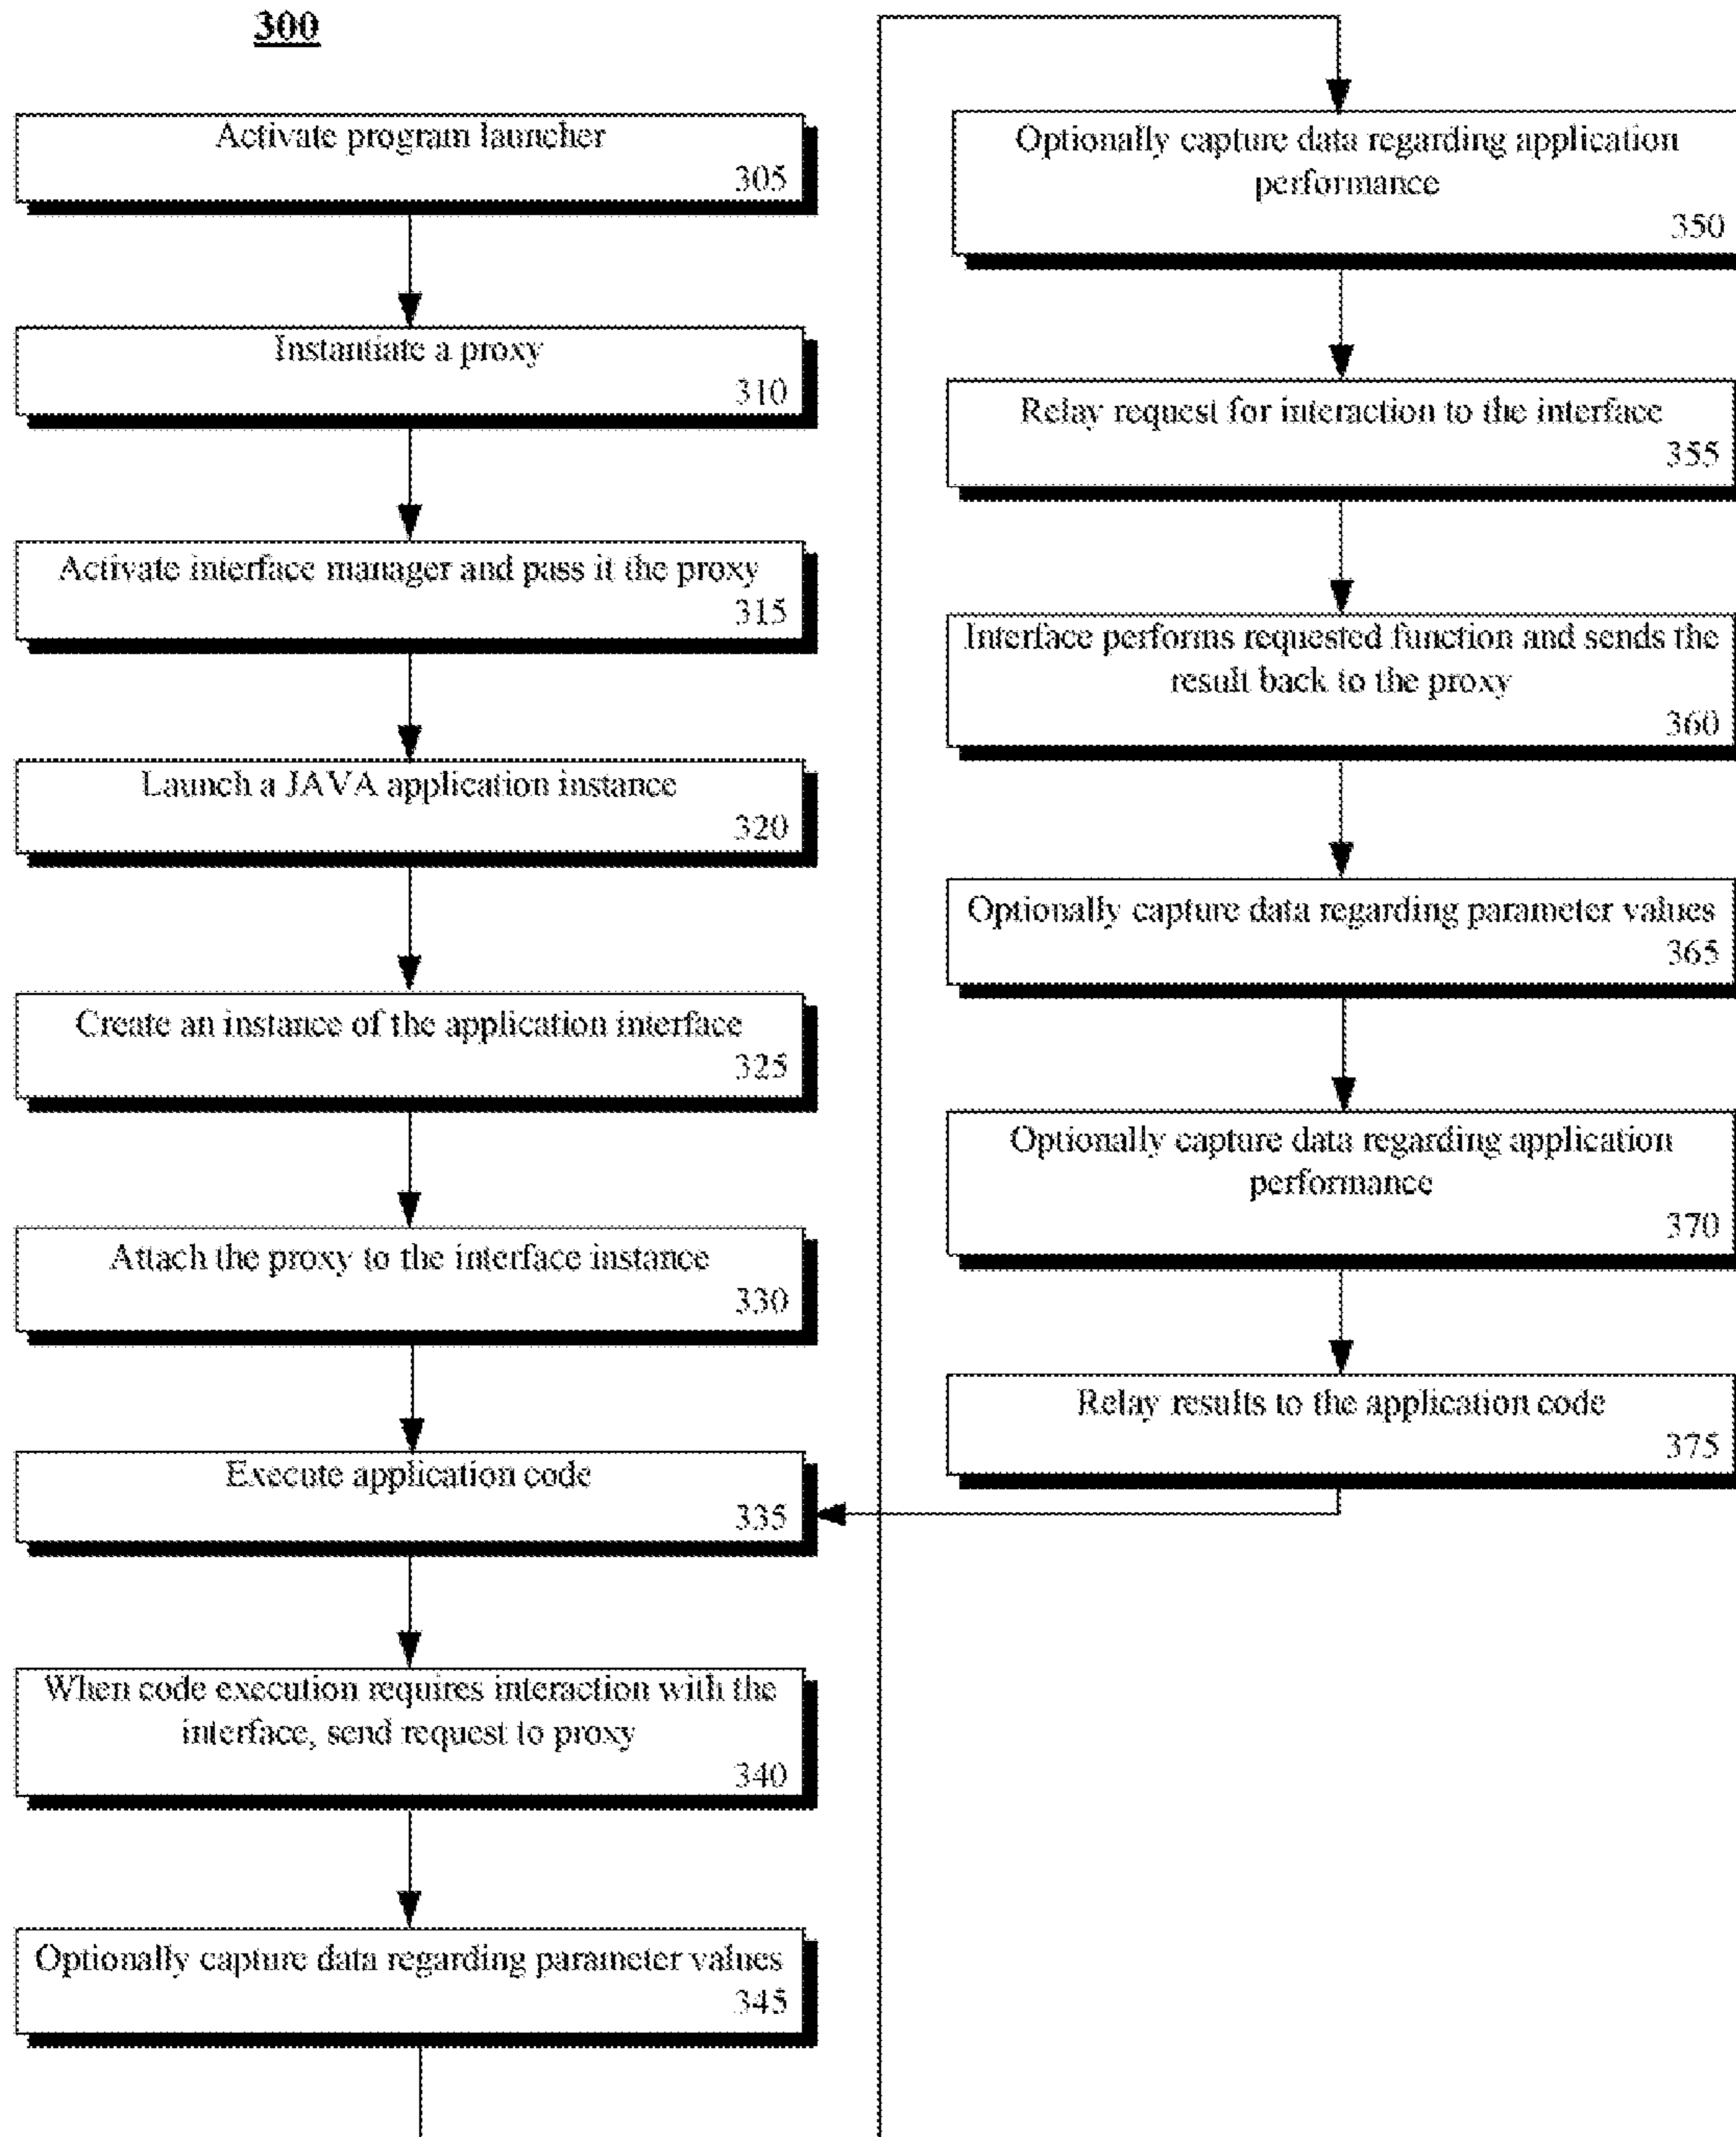 300
Activate program launcher
305
Instantiate a proxy
310
Activate interface manager and pass it the proxy
315
Launch a JAVA application instance
320
Create an instance of the application interface
325
Attach the proxy to the interface instance
330
Execute application code
335
When code execution requires interaction with the
interface, send request to proxy
340
Optionally capture data regarding parameter values
345
Optionally capture data regarding application
performance
350
Relay request for interaction to the interface
355
Interface performs requested function and sends the
result back to the proxy
360
Optionally capture data regarding parameter values
365
Optionally capture data regarding application
performance
370
Relay results to the application code
375